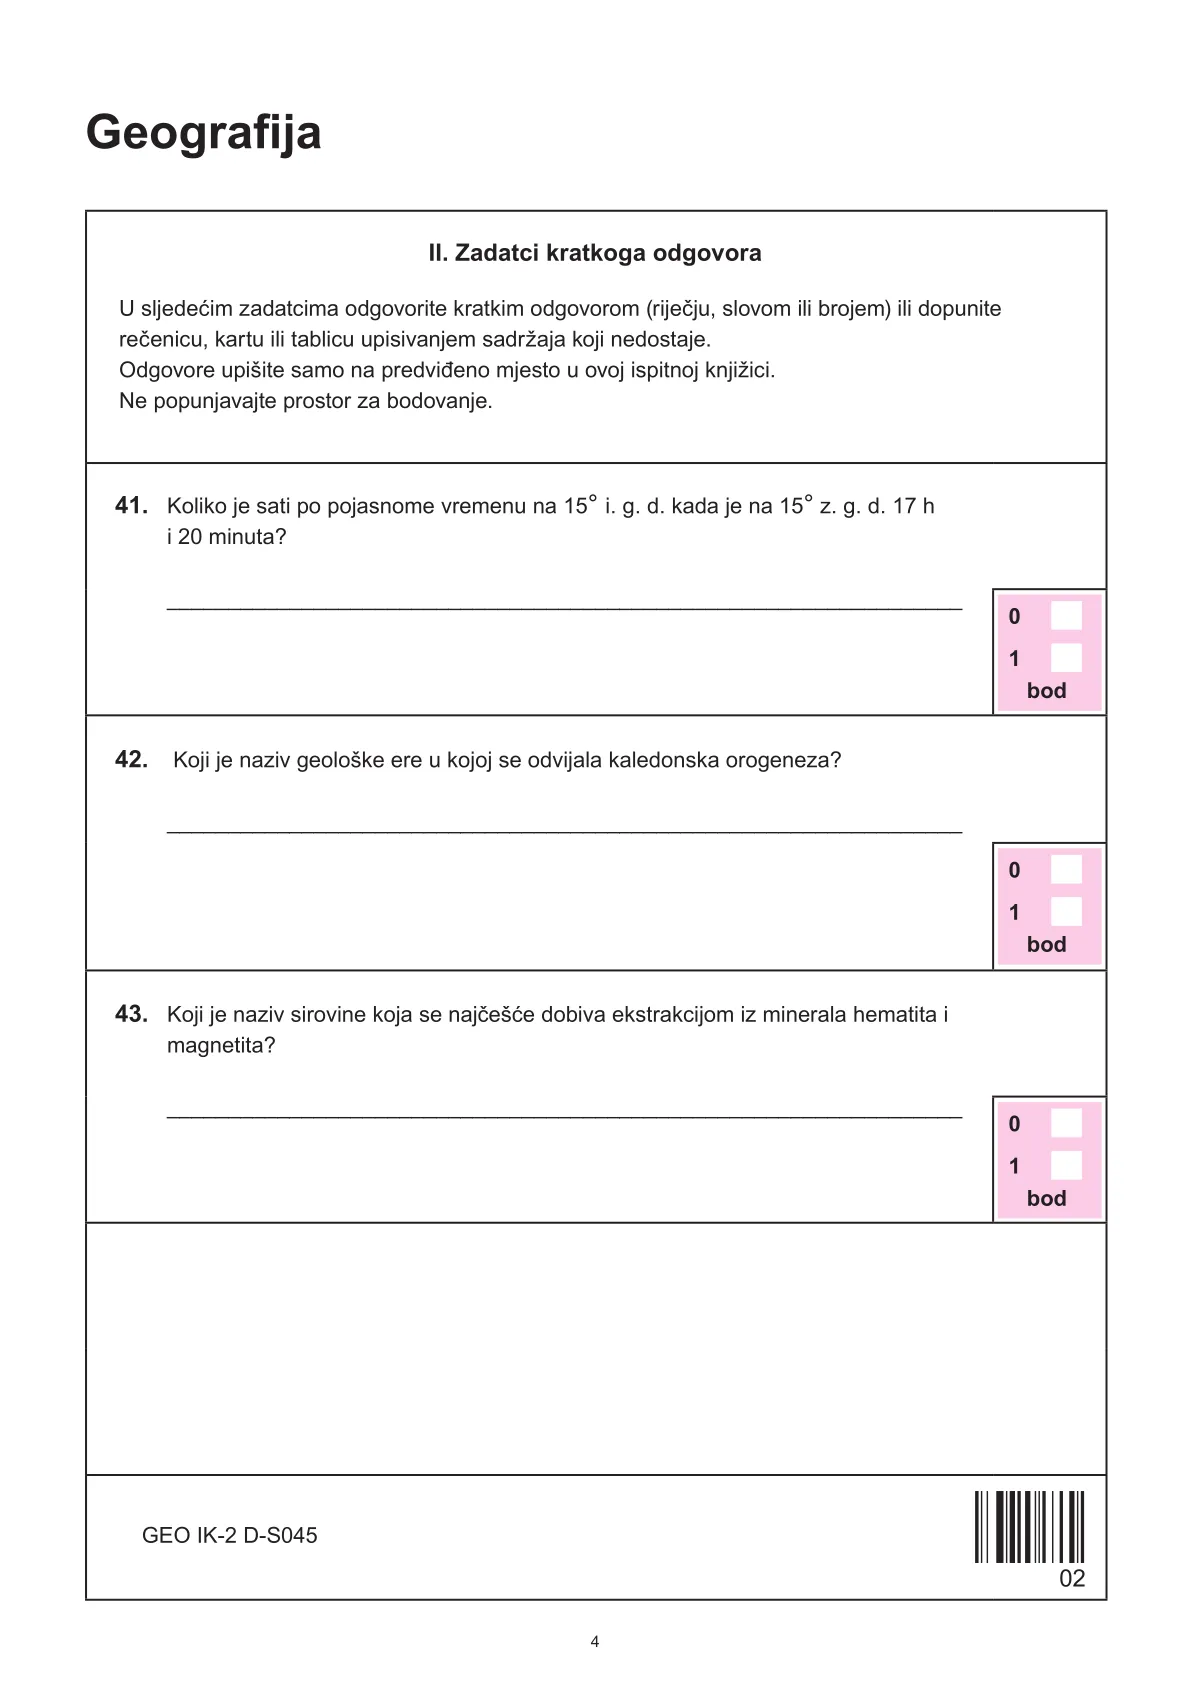 Geografija
II. Zadatci kratkoga odgovora
U sljedećim zadatcima odgovorite kratkim odgovorom (riječju, slovom ili brojem) ili dopunite
rečenicu, kartu ili tablicu upisivanjem sadržaja koji nedostaje.
Odgovore upišite samo na predviđeno mjesto u ovoj ispitnoj knjižici.
Ne popunjavajte prostor za bodovanje.
41. Koliko je sati po pojasnome vremenu na 15° i. g. d. kada je na 15° z. g. d. 17 h
i 20 minuta?
0
1
bod
42. Koji je naziv geološke ere u kojoj se odvijala kaledonska orogeneza?
0
1
bod
43. Koji je naziv sirovine koja se najčešće dobiva ekstrakcijom iz minerala hematita i
magnetita?
0
1
bod
GEO IK-2 D-S045
02
4